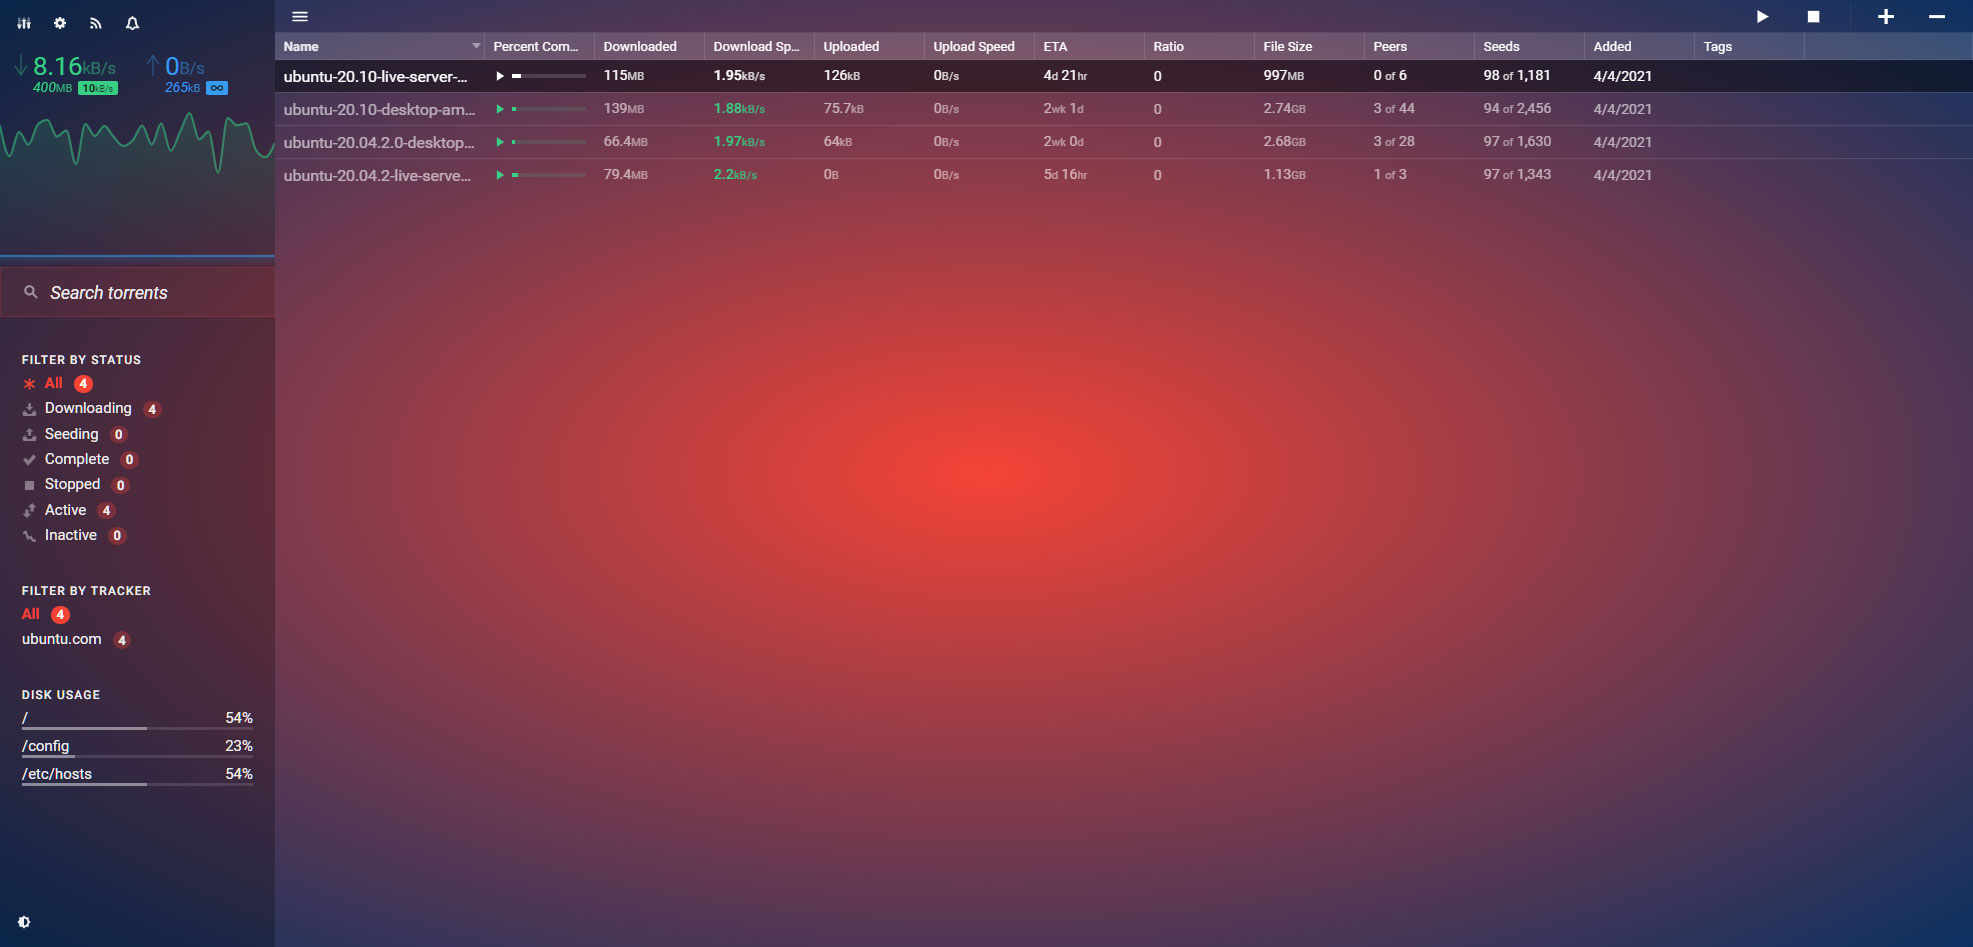 8.16kB/s 0B/s
400MB 10kB/s 265kB ∞
Search torrents
FILTER BY STATUS
All 4
Downloading 4
Seeding 0
Complete 0
Stopped 0
Active 4
Inactive 0
FILTER BY TRACKER
All 4
ubuntu.com 4
DISK USAGE
/ 54%
/config 23%
/etc/hosts 54%
Name Percent Com... Downloaded Download Sp... Uploaded Upload Speed ETA Ratio File Size Peers Seeds Added Tags
ubuntu-20.10-live-server-... 115MB 1.95kB/s 126kB 0B/s 4d 21hr 0 997MB 0 of 6 98 of 1,181 4/4/2021
ubuntu-20.10-desktop-am... 139MB 1.88kB/s 75.7kB 0B/s 2wk 1d 0 2.74GB 3 of 44 94 of 2,456 4/4/2021
ubuntu-20.04.2.0-desktop... 66.4MB 1.97kB/s 64kB 0B/s 2wk 0d 0 2.68GB 3 of 28 97 of 1,630 4/4/2021
ubuntu-20.04.2-live-serve... 79.4MB 2.2kB/s 0B 0B/s 5d 16hr 0 1.13GB 1 of 3 97 of 1,343 4/4/2021